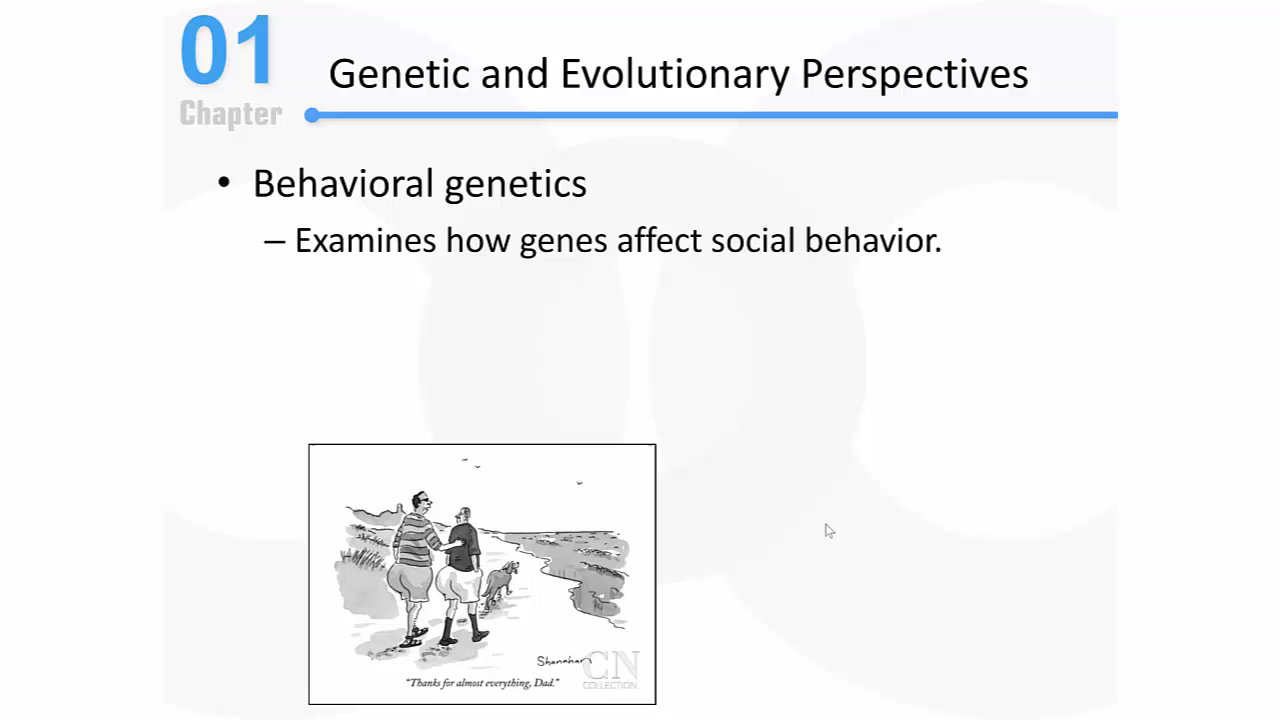 01
Chapter
Genetic and Evolutionary Perspectives
• Behavioral genetics
– Examines how genes affect social behavior.
Shanahan
CN
COLLECTION
"Thanks for almost everything, Dad."